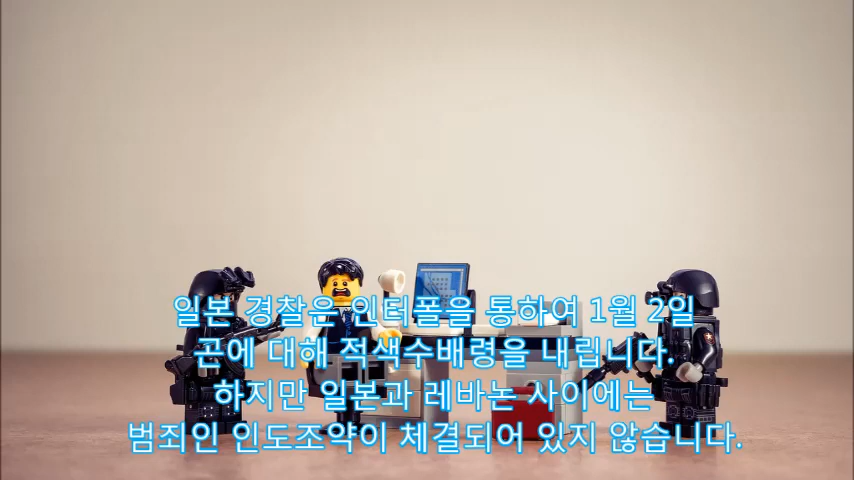 일본 경찰은 인터폴을 통하여 1월 2일
곤에 대해 적색수배령을 내립니다.
하지만 일본과 레바논 사이에는
범죄인 인도조약이 체결되어 있지 않습니다.